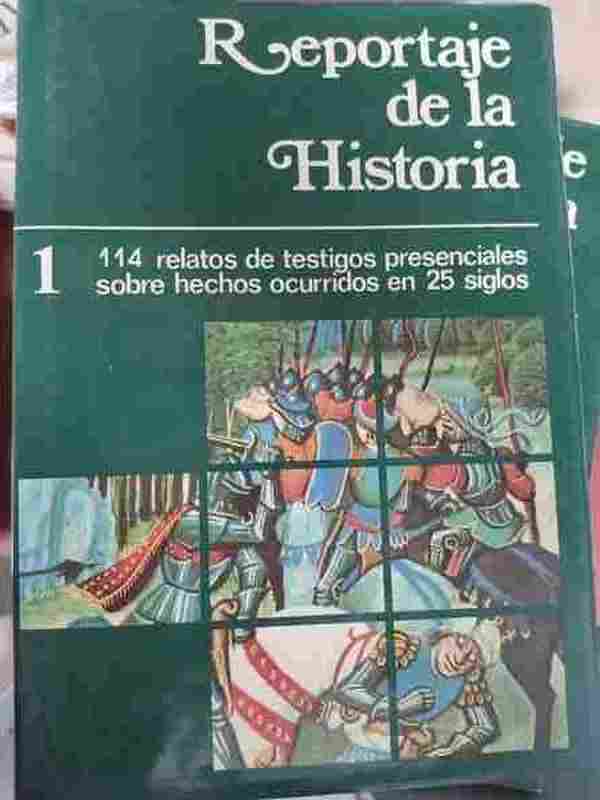 Reportaje
de la
Historia
1 114 relatos de testigos presenciales
sobre hechos ocurridos en 25 siglos
e
a